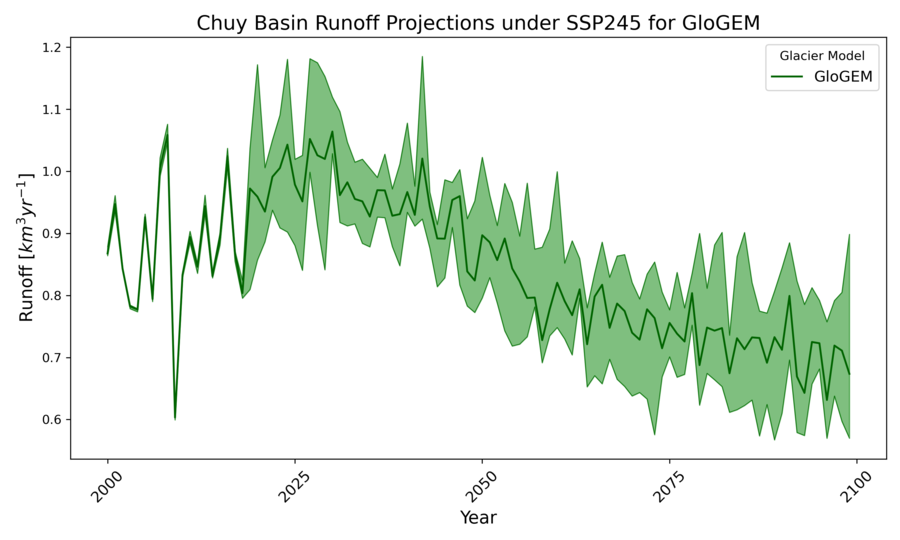 Chuy Basin Runoff Projections under SSP245 for GloGEM
Glacier Model
GloGEM
Runoff [km³yr⁻¹]
1.2
1.1
1.0
0.9
0.8
0.7
0.6
2000
2025
2050
2075
2100
Year